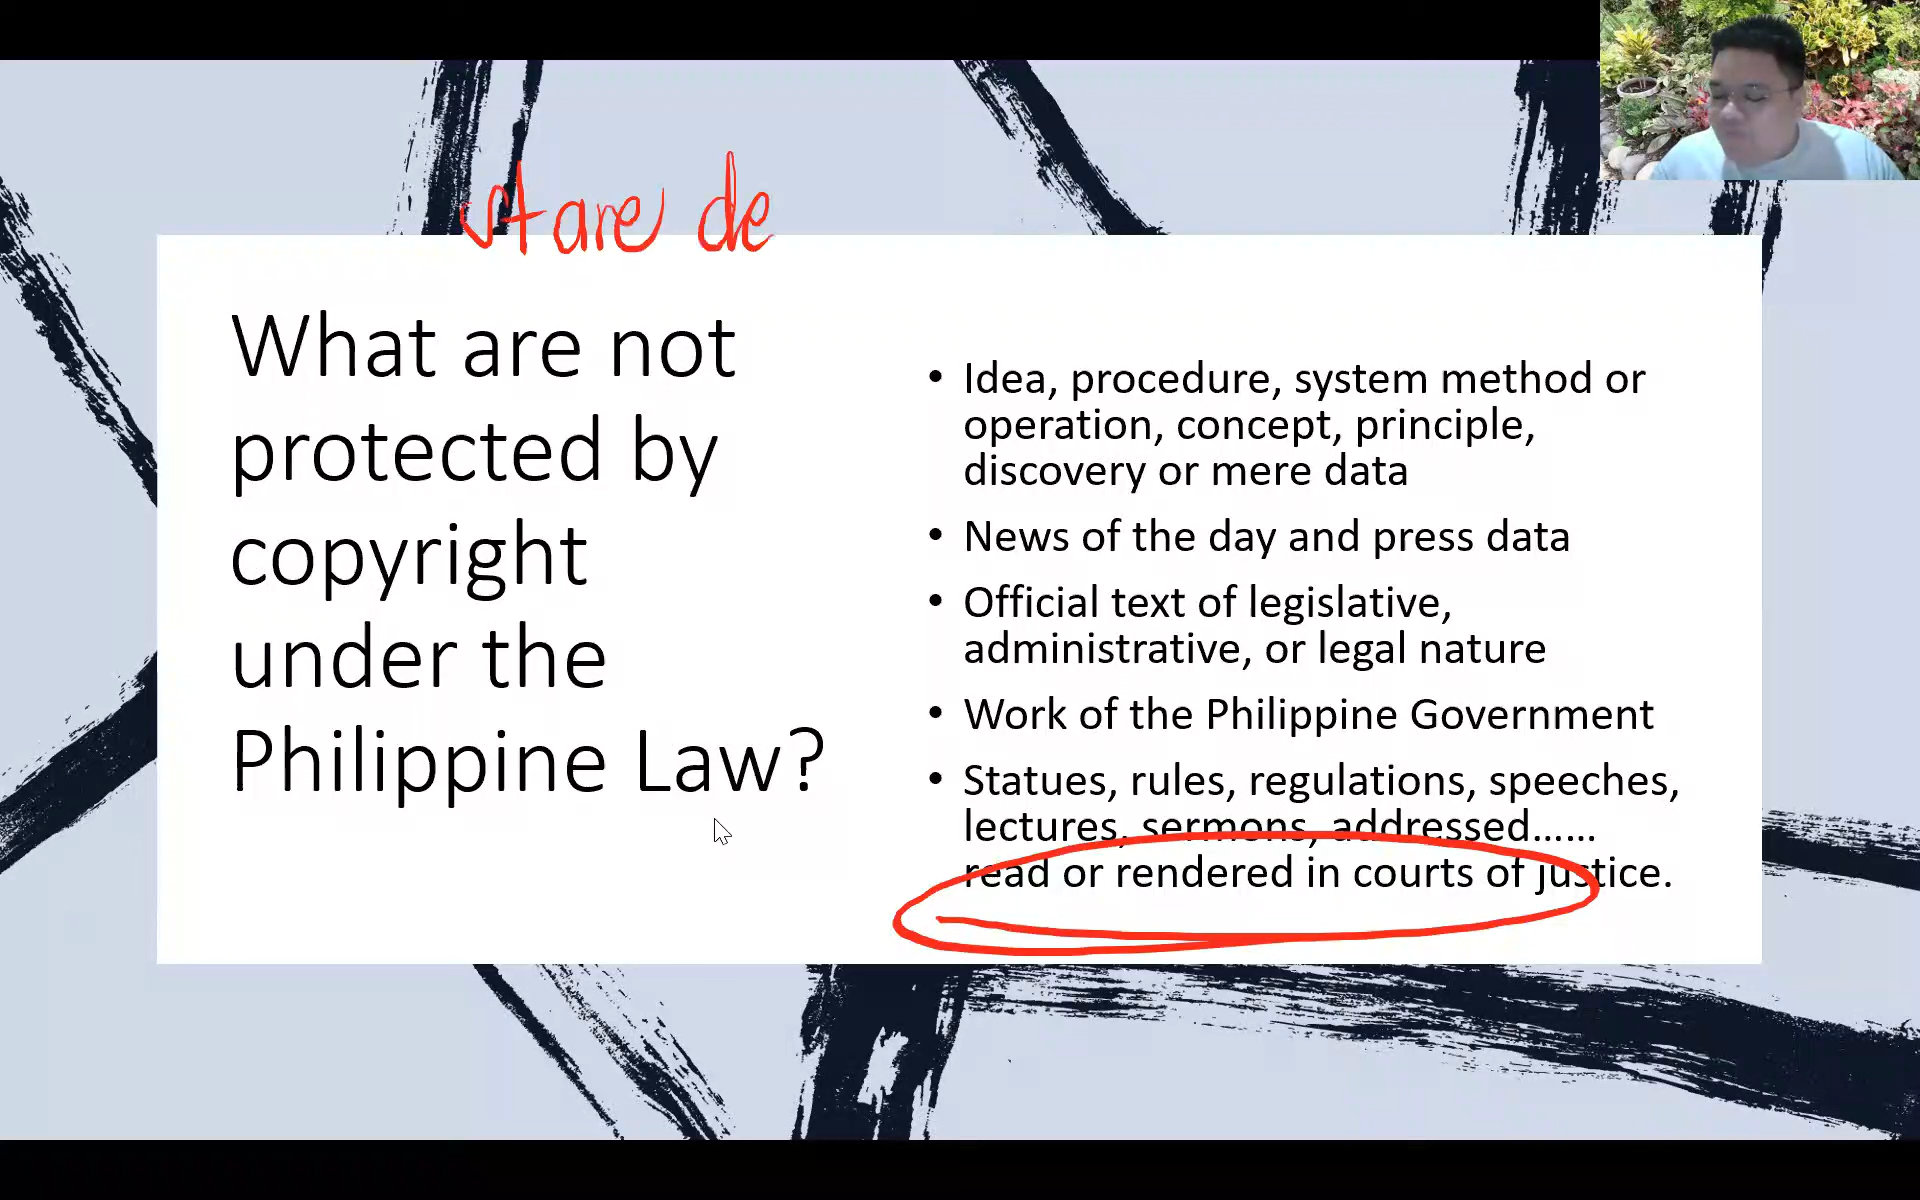 stare de
What are not
protected by
copyright
under the
Philippine Law?
• Idea, procedure, system method or
operation, concept, principle,
discovery or mere data
• News of the day and press data
• Official text of legislative,
administrative, or legal nature
• Work of the Philippine Government
• Statues, rules, regulations, speeches,
lectures, sermons, addressed……
read or rendered in courts of justice.